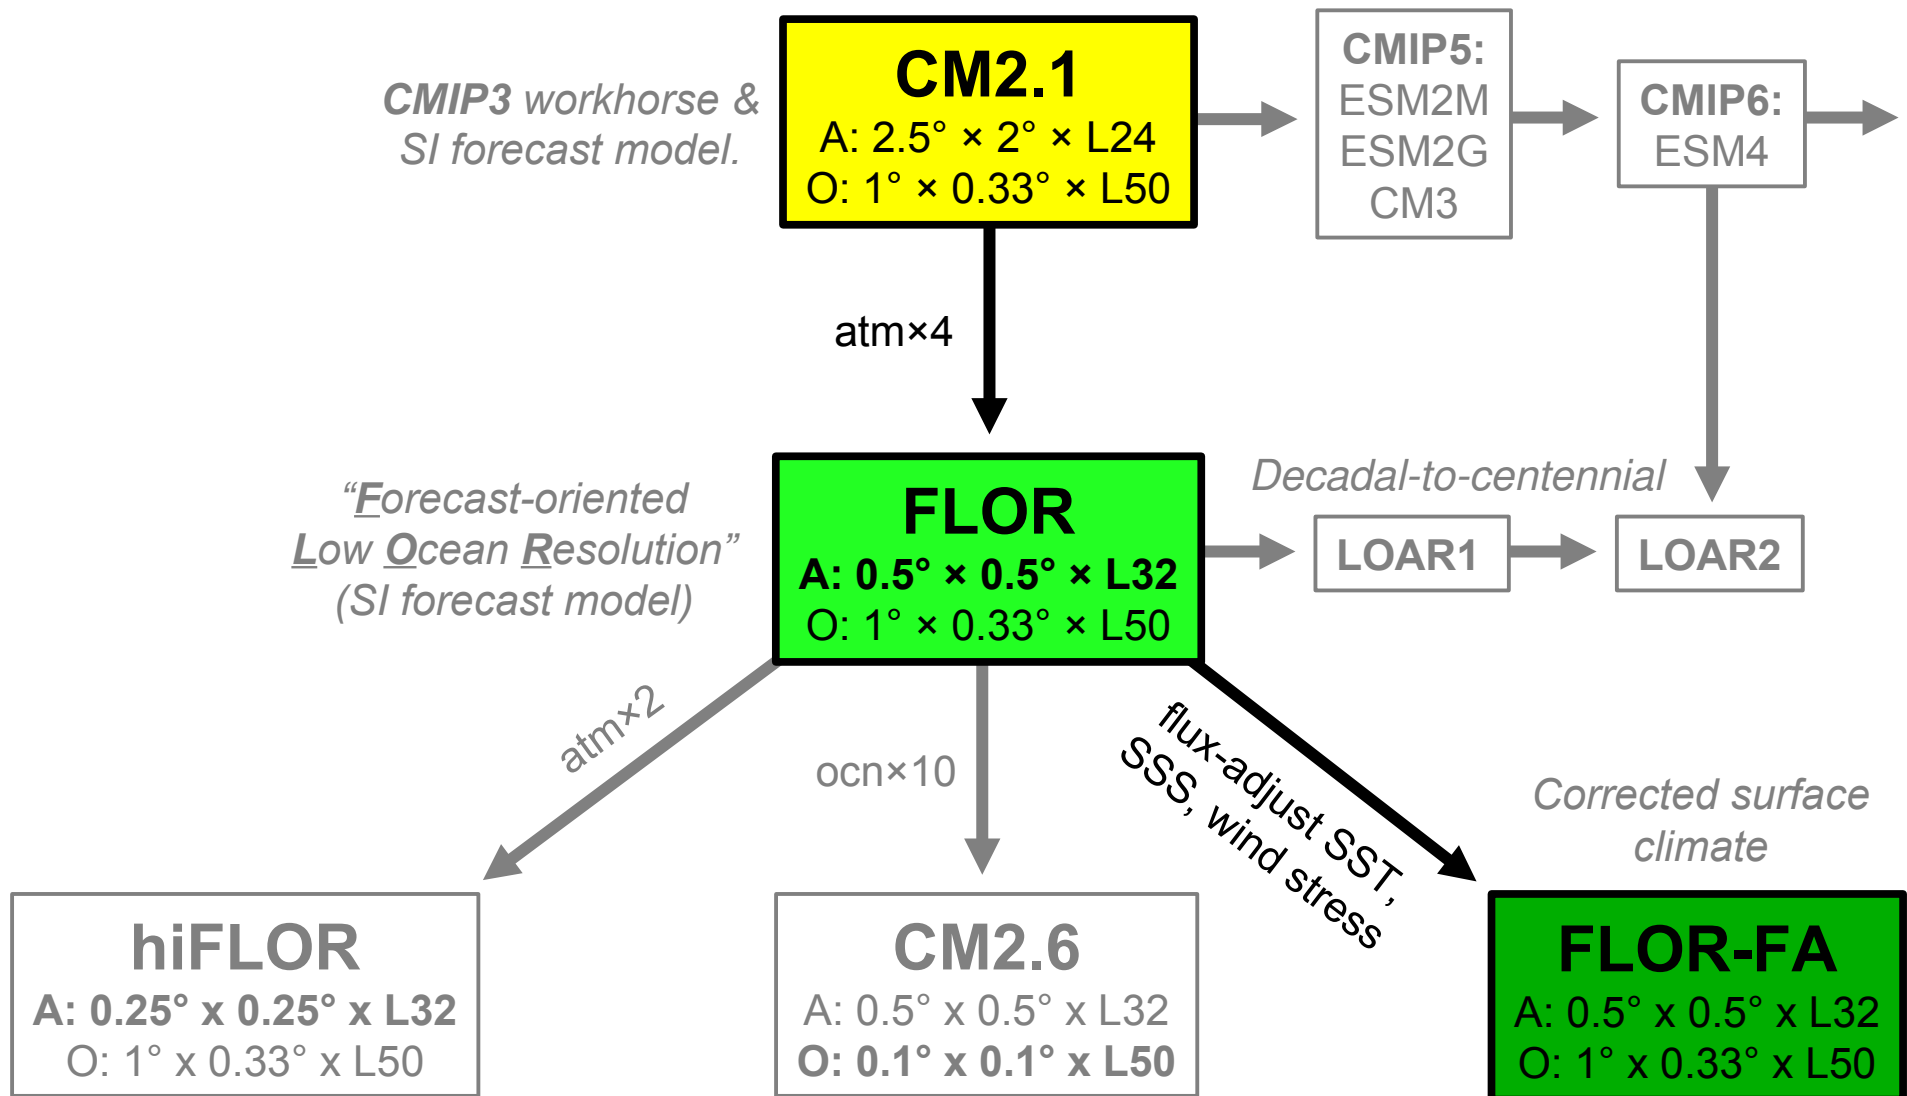 CMIP3 workhorse &
SI forecast model.
CM2.1
A: 2.5° × 2° × L24
O: 1° × 0.33° × L50
CMIP5:
ESM2M
ESM2G
CM3
CMIP6:
ESM4
atm×4
"Forecast-oriented
Low Ocean Resolution"
(SI forecast model)
FLOR
A: 0.5° × 0.5° × L32
O: 1° × 0.33° × L50
Decadal-to-centennial
LOAR1
LOAR2
atm×2
ocn×10
flux-adjust SST,
SSS, wind stress
Corrected surface
climate
hiFLOR
A: 0.25° x 0.25° x L32
O: 1° x 0.33° x L50
CM2.6
A: 0.5° x 0.5° x L32
O: 0.1° x 0.1° x L50
FLOR-FA
A: 0.5° x 0.5° x L32
O: 1° x 0.33° x L50